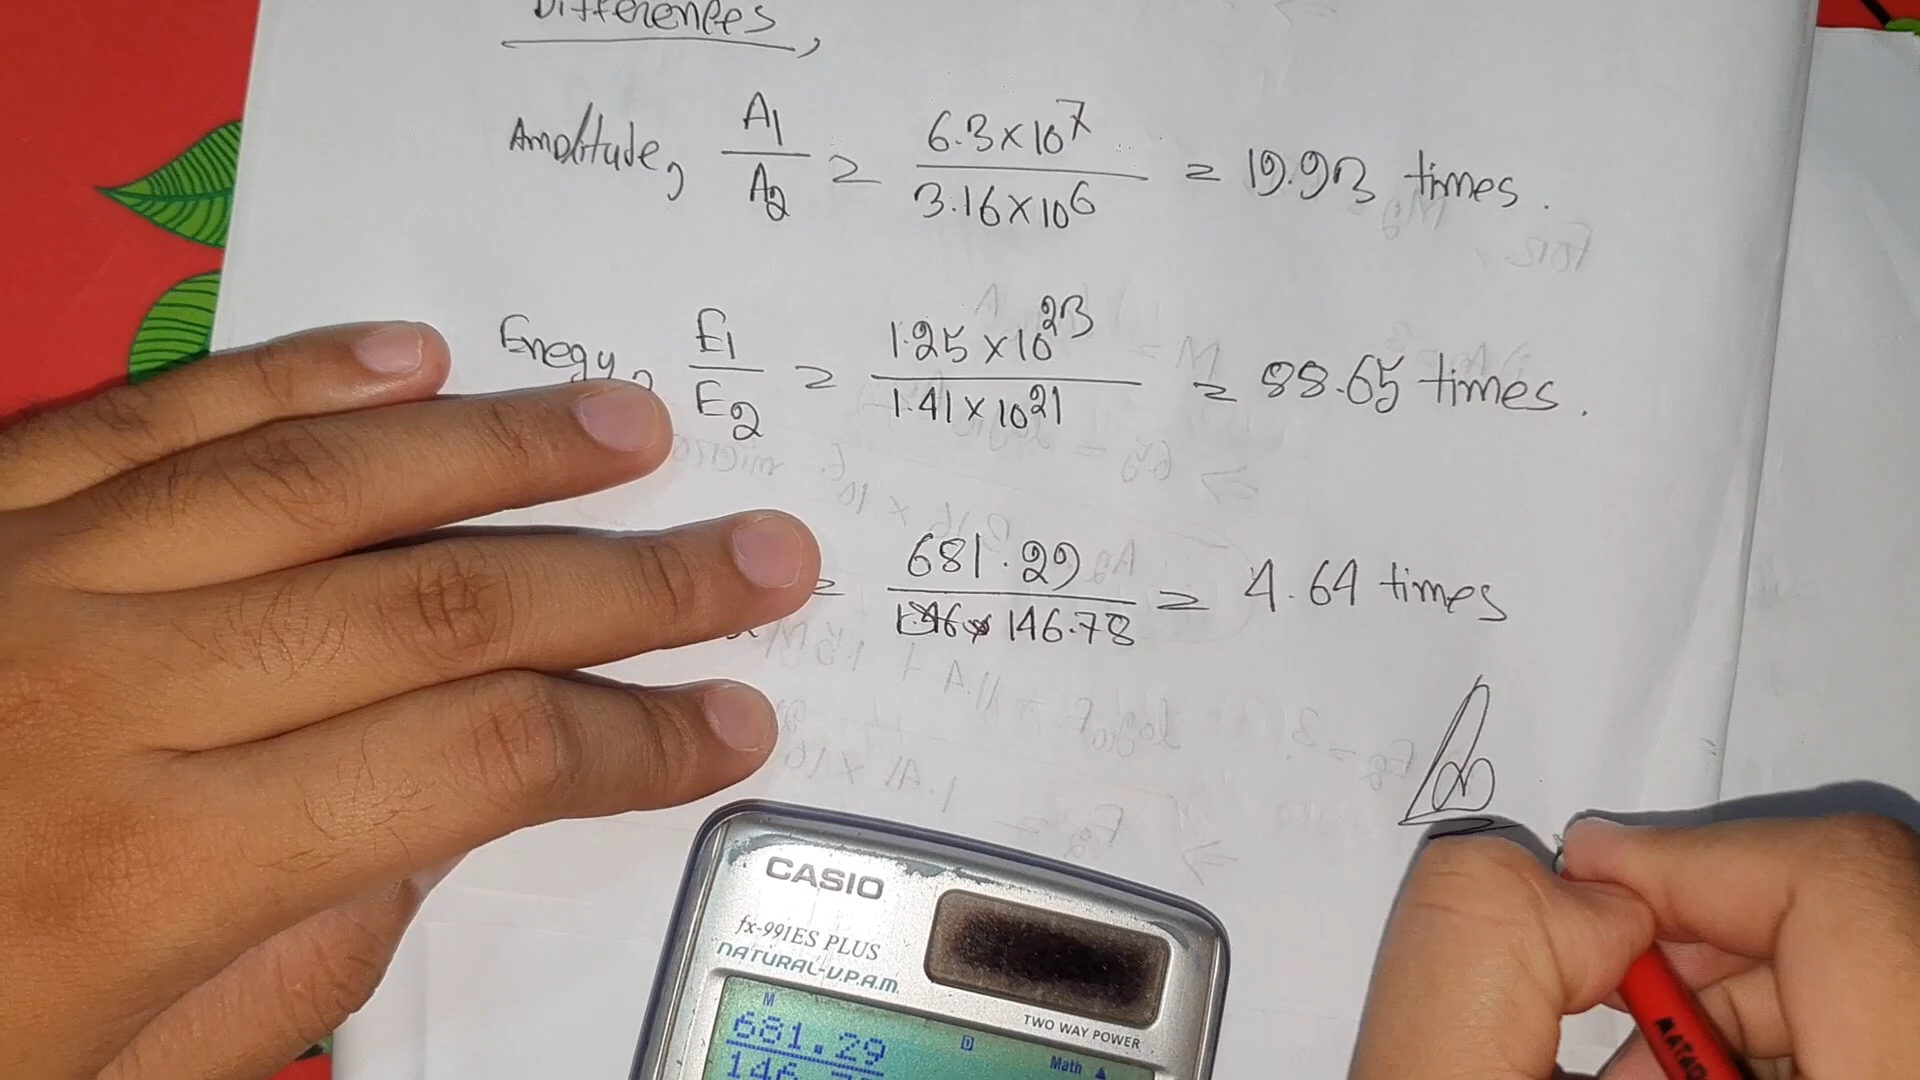 Differences,
Amplitude, A1/A2 = 6.3×10^7 / 3.16×10^6 = 19.93 times.
Enegy, E1/E2 = 1.25×10^23 / 1.41×10^21 = 88.65 times.
= 681.29 / 146.78 = 4.64 times
CASIO
fx-991ES PLUS
NATURAL-V.P.A.M.
TWO WAY POWER
M D Math ▲
681.29
146